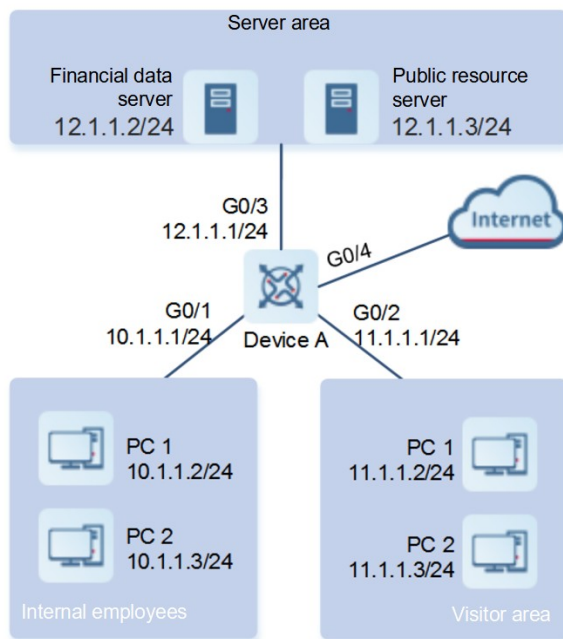 Server area
Financial data
server
12.1.1.2/24
Public resource
server
12.1.1.3/24
G0/3
12.1.1.1/24
Internet
G0/4
G0/1
10.1.1.1/24
Device A
G0/2
11.1.1.1/24
PC 1
10.1.1.2/24
PC 2
10.1.1.3/24
Internal employees
PC 1
11.1.1.2/24
PC 2
11.1.1.3/24
Visitor area